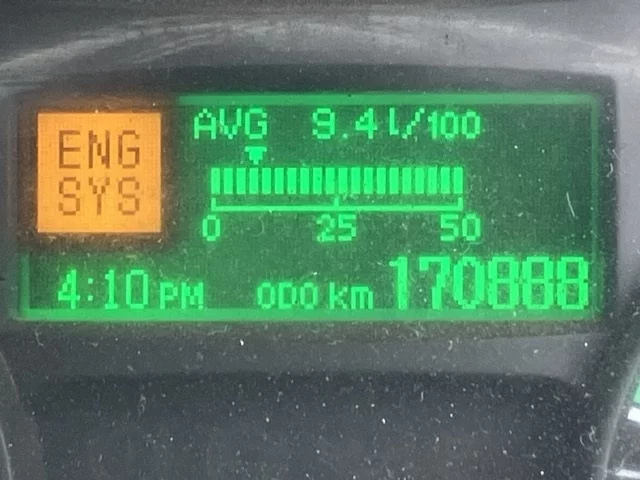 ENG
SYS
AVG 9.4 l/100
0 25 50
4:10 PM ODO km 170888